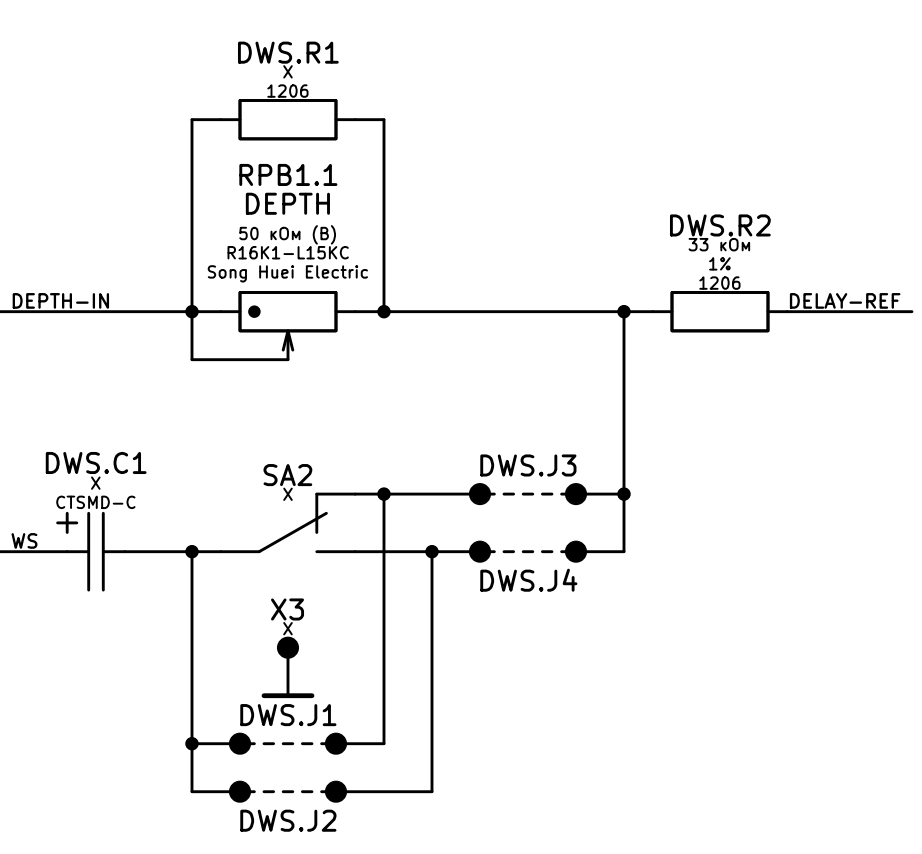 DWS.R1
X
1206
RPB1.1
DEPTH
50 кОм (B)
R16K1-L15KC
Song Huei Electric
DWS.R2
33 кОм
1%
1206
DEPTH-IN
DELAY-REF
DWS.C1
X
CTSMD-C
+
WS
SA2
X
DWS.J3
DWS.J4
X3
X
DWS.J1
DWS.J2